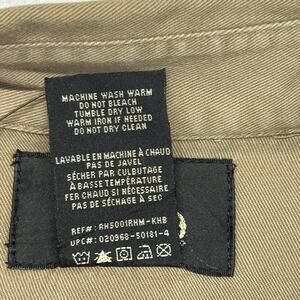 MACHINE WASH WARM
DO NOT BLEACH
TUMBLE DRY LOW
WARM IRON IF NEEDED
DO NOT DRY CLEAN
LAVABLE EN MACHINE À CHAUD
PAS DE JAVEL
SÉCHER PAR CULBUTAGE
À BASSE TEMPÉRATURE
FER CHAUD SI NÉCESSAIRE
PAS DE SÉCHAGE À SEC
REF#: RH5001RHM-KHB
UPC#: 020968-50181-4